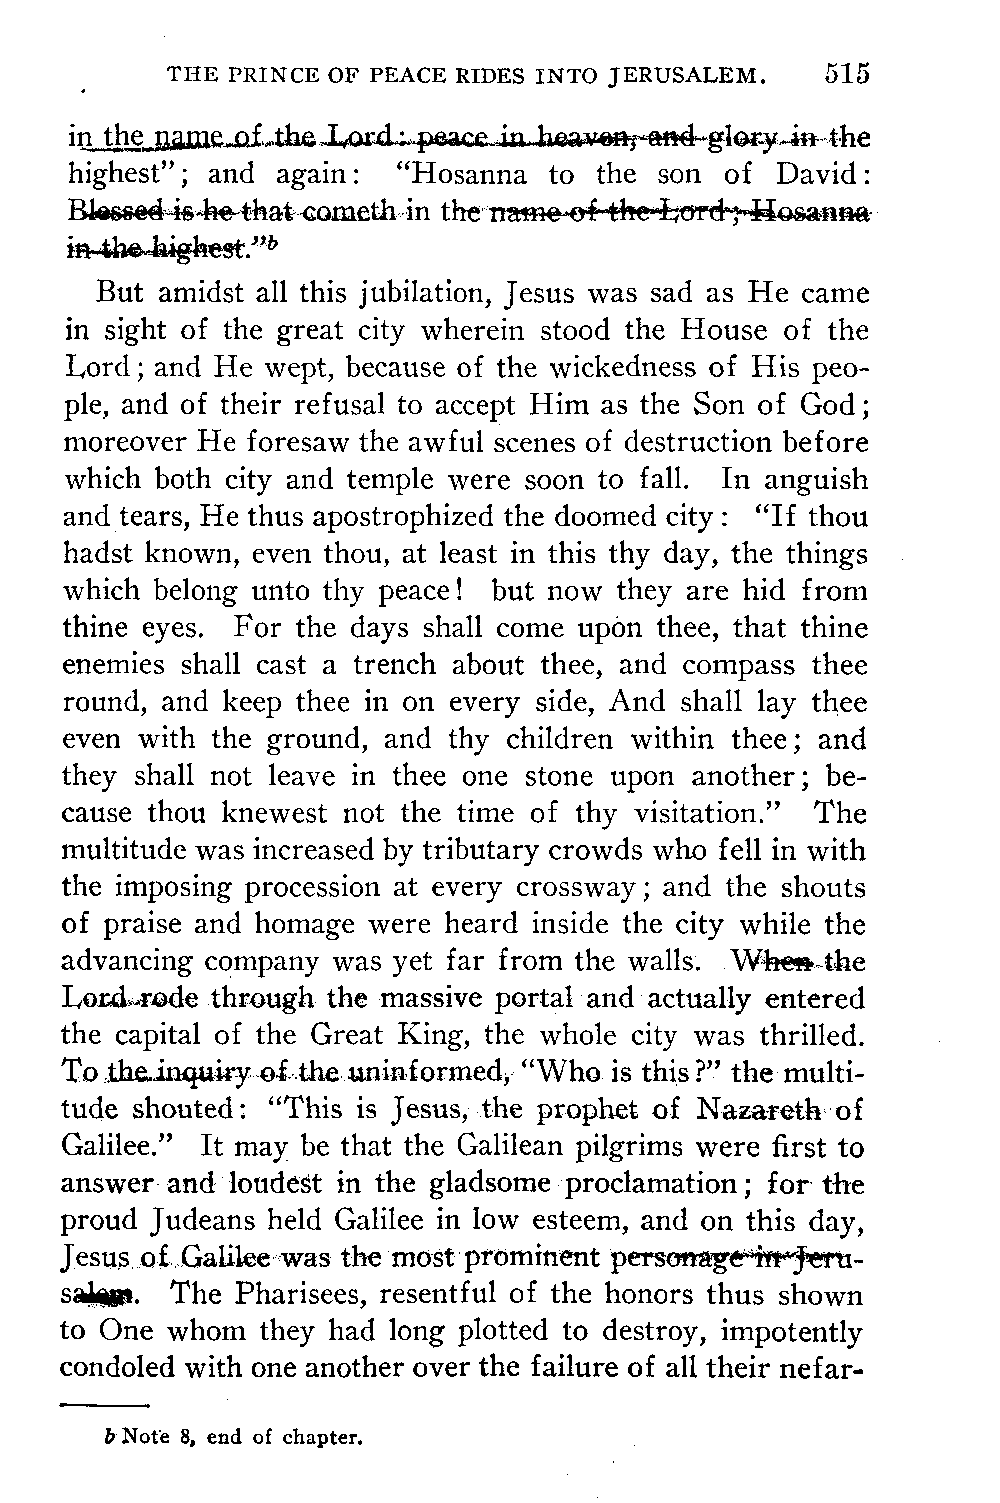 THE PRINCE OF PEACE RIDES INTO JERUSALEM. 515
in the name of the Lord: peace in heaven, and glory in the
highest"; and again: "Hosanna to the son of David:
Blessed is he that cometh in the name of the Lord; Hosanna
in the highest."b
But amidst all this jubilation, Jesus was sad as He came
in sight of the great city wherein stood the House of the
Lord; and He wept, because of the wickedness of His peo-
ple, and of their refusal to accept Him as the Son of God;
moreover He foresaw the awful scenes of destruction before
which both city and temple were soon to fall. In anguish
and tears, He thus apostrophized the doomed city: "If thou
hadst known, even thou, at least in this thy day, the things
which belong unto thy peace! but now they are hid from
thine eyes. For the days shall come upon thee, that thine
enemies shall cast a trench about thee, and compass thee
round, and keep thee in on every side, And shall lay thee
even with the ground, and thy children within thee; and
they shall not leave in thee one stone upon another; be-
cause thou knewest not the time of thy visitation." The
multitude was increased by tributary crowds who fell in with
the imposing procession at every crossway; and the shouts
of praise and homage were heard inside the city while the
advancing company was yet far from the walls. When the
Lord rode through the massive portal and actually entered
the capital of the Great King, the whole city was thrilled.
To the inquiry of the uninformed, "Who is this?" the multi-
tude shouted: "This is Jesus, the prophet of Nazareth of
Galilee." It may be that the Galilean pilgrims were first to
answer and loudest in the gladsome proclamation; for the
proud Judeans held Galilee in low esteem, and on this day,
Jesus of Galilee was the most prominent personage in Jeru-
salem. The Pharisees, resentful of the honors thus shown
to One whom they had long plotted to destroy, impotently
condoled with one another over the failure of all their nefar-
b Note 8, end of chapter.